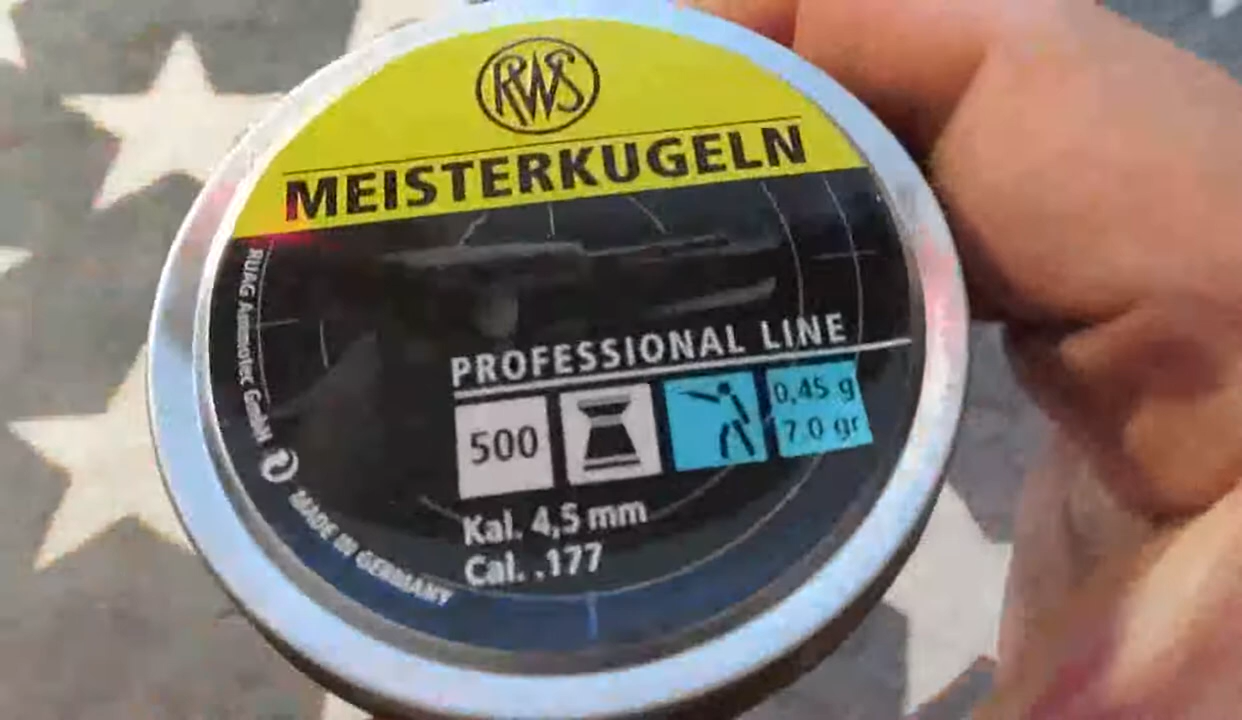 RWS
MEISTERKUGELN
PROFESSIONAL LINE
500
0,45 g
7.0 gr
Kal. 4,5 mm
Cal. .177
RUAG Ammotec GmbH
MADE IN GERMANY